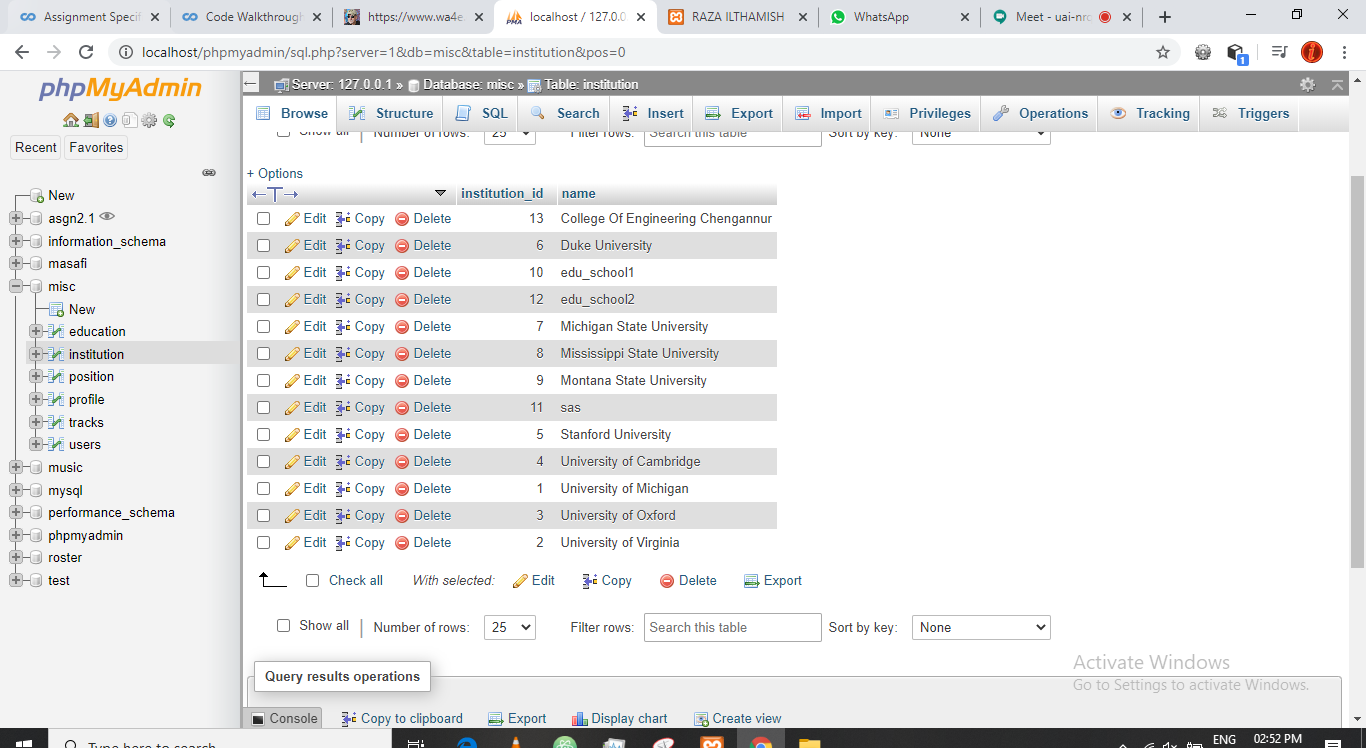 Assignment Specif
Code Walkthrough
https://www.wa4e.
localhost / 127.0.0
RAZA ILTHAMISH
WhatsApp
Meet - uai-nrc
localhost/phpmyadmin/sql.php?server=1&db=misc&table=institution&pos=0
1
phpMyAdmin
Recent Favorites
New
asgn2.1
information_schema
masafi
misc
New
education
institution
position
profile
tracks
users
music
mysql
performance_schema
phpmyadmin
roster
test
Server: 127.0.0.1 » Database: misc » Table: institution
Browse Structure SQL Search Insert Export Import Privileges Operations Tracking Triggers
Show all Number of rows: 25 Filter rows: Search this table Sort by key: None
+ Options
←T→ institution_id name
Edit Copy Delete 13 College Of Engineering Chengannur
Edit Copy Delete 6 Duke University
Edit Copy Delete 10 edu_school1
Edit Copy Delete 12 edu_school2
Edit Copy Delete 7 Michigan State University
Edit Copy Delete 8 Mississippi State University
Edit Copy Delete 9 Montana State University
Edit Copy Delete 11 sas
Edit Copy Delete 5 Stanford University
Edit Copy Delete 4 University of Cambridge
Edit Copy Delete 1 University of Michigan
Edit Copy Delete 3 University of Oxford
Edit Copy Delete 2 University of Virginia
Check all With selected: Edit Copy Delete Export
Show all Number of rows: 25 Filter rows: Search this table Sort by key: None
Activate Windows
Go to Settings to activate Windows.
Query results operations
Console Copy to clipboard Export Display chart Create view
Type here to search
ENG 02:52 PM